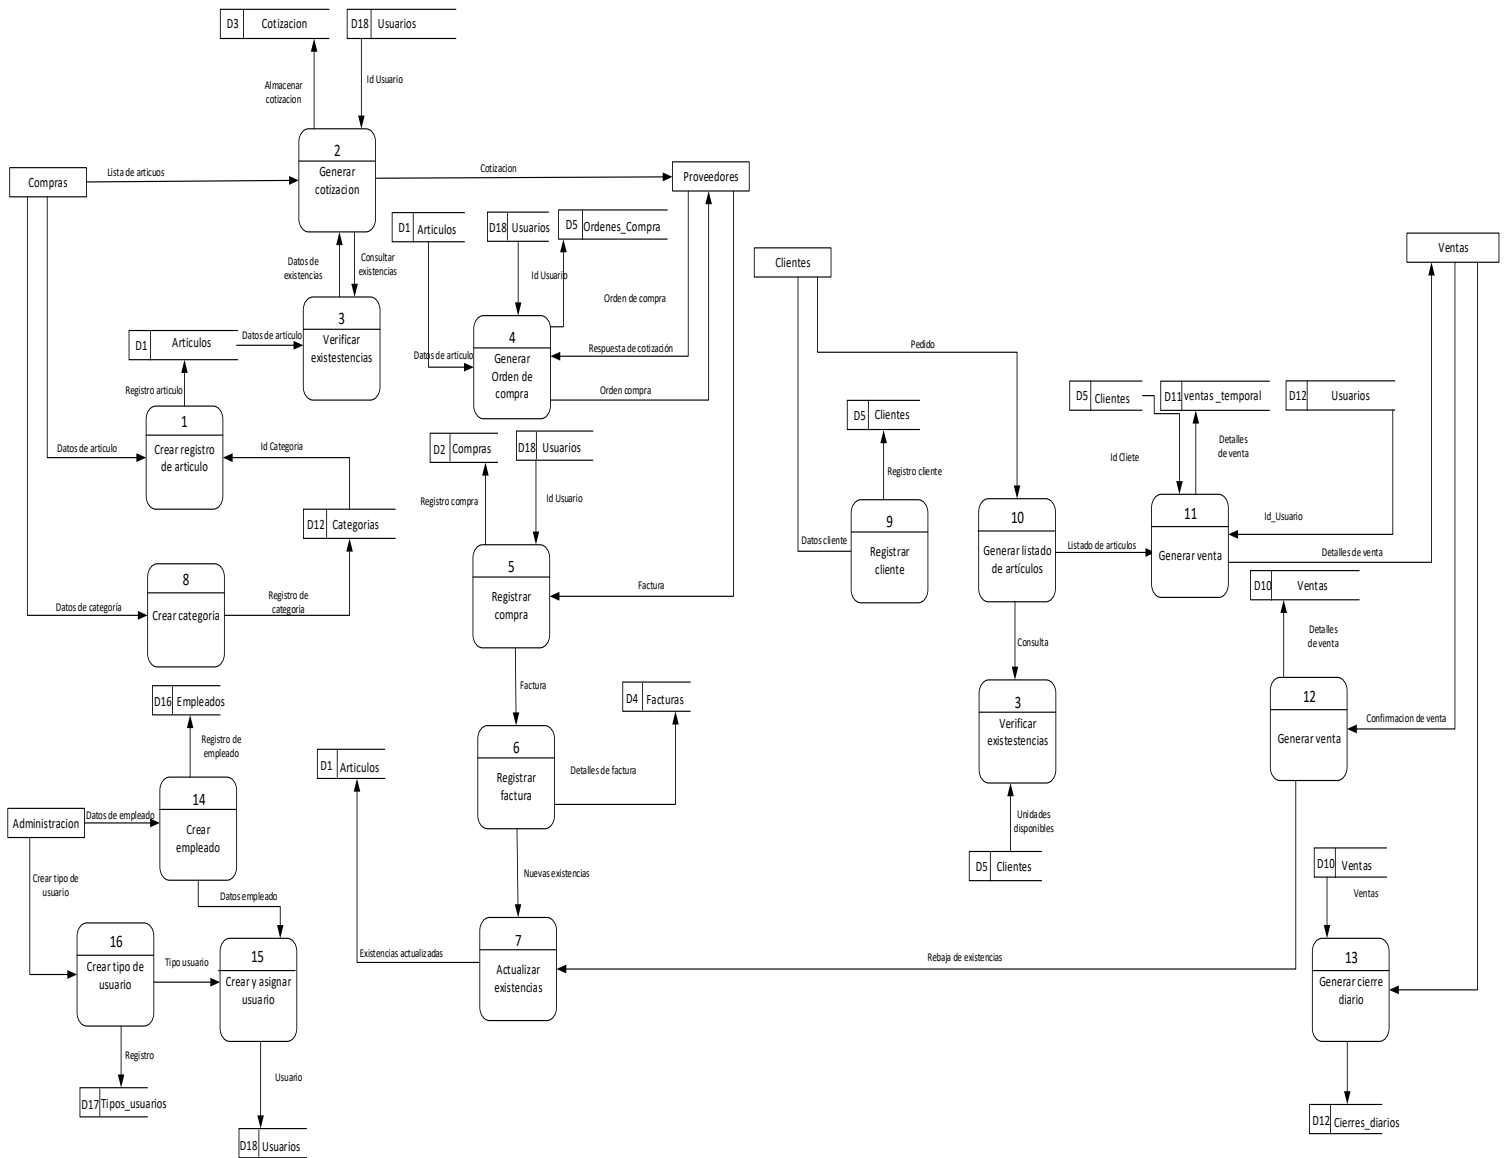 D3 Cotizacion
D18 Usuarios
Almacenar
cotizacion
Id Usuario
2
Generar
cotizacion
Compras
Lista de articuos
Cotizacion
Proveedores
D1 Articulos
D18 Usuarios
D5 Ordenes_Compra
Datos de
existencias
Consultar
existencias
Id Usuario
Orden de compra
3
Verificar
existestencias
D1 Articulos
Datos de articulo
4
Generar
Orden de
compra
Datos de articulo
Respuesta de cotización
Orden compra
Registro articulo
1
Crear registro
de articulo
Datos de articulo
Id Categoria
D2 Compras
D18 Usuarios
Registro compra
Id Usuario
D12 Categorias
8
Crear categoria
Datos de categoría
Registro de
categoria
5
Registrar
compra
Factura
Factura
D4 Facturas
6
Registrar
factura
Detalles de factura
D1 Articulos
Nuevas existencias
7
Actualizar
existencias
Existencias actualizadas
Rebaja de existencias
D16 Empleados
Registro de
empleado
14
Crear
empleado
Administracion
Datos de empleado
Crear tipo de
usuario
Datos empleado
16
Crear tipo de
usuario
Tipo usuario
15
Crear y asignar
usuario
Registro
Usuario
D17 Tipos_usuarios
D18 Usuarios
Clientes
Ventas
Pedido
D5 Clientes
Registro cliente
9
Registrar
cliente
Datos cliente
10
Generar listado
de artículos
Listado de articulos
D5 Clientes
D11 ventas _temporal
D12 Usuarios
Id Cliete
Detalles
de venta
11
Generar venta
Id_Usuario
Detalles de venta
D10 Ventas
Detalles
de venta
Consulta
3
Verificar
existestencias
Unidades
disponibles
D5 Clientes
12
Generar venta
Confirmacion de venta
D10 Ventas
Ventas
13
Generar cierre
diario
D12 Cierres_diarios